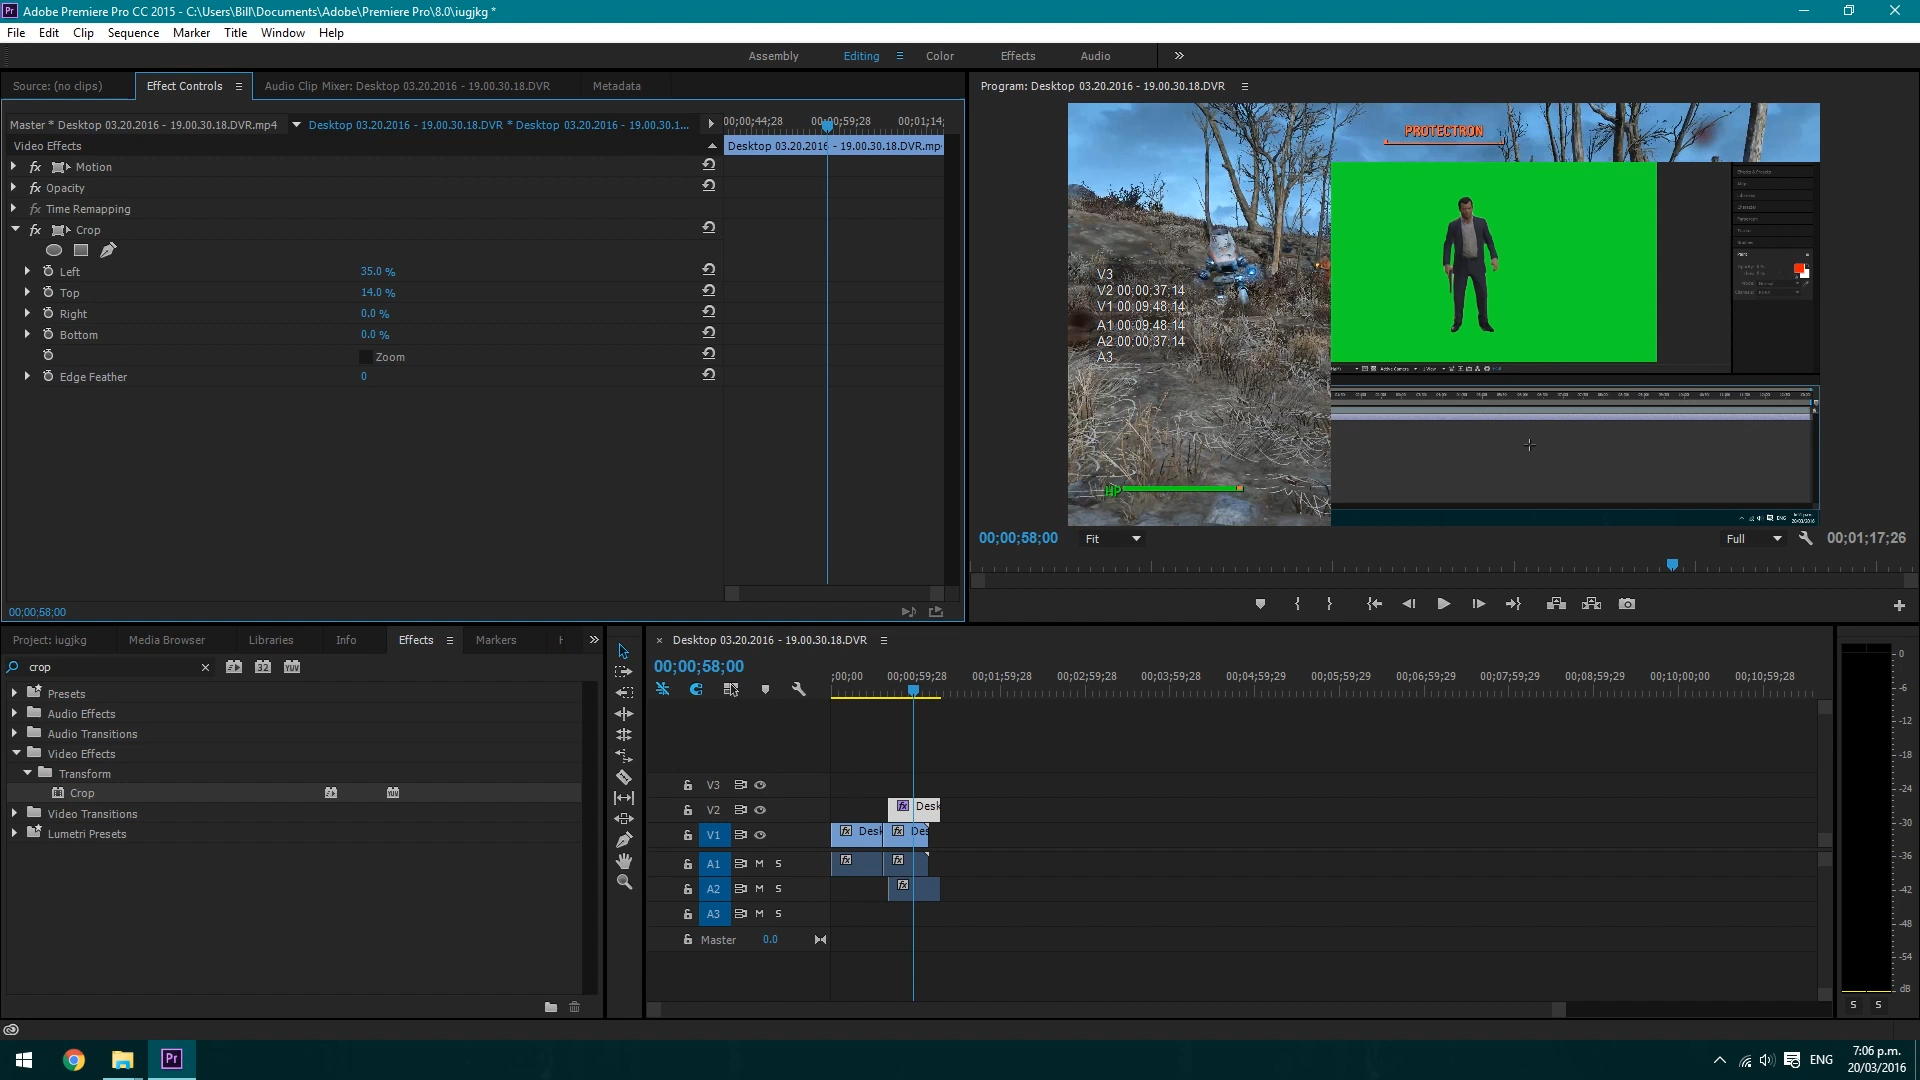 Adobe Premiere Pro CC 2015 - C:\Users\Bill\Documents\Adobe\Premiere Pro\8.0\iugjkg *
File Edit Clip Sequence Marker Title Window Help
Assembly Editing Color Effects Audio
Source: (no clips) Effect Controls Audio Clip Mixer: Desktop 03.20.2016 - 19.00.30.18.DVR Metadata
Program: Desktop 03.20.2016 - 19.00.30.18.DVR
Master * Desktop 03.20.2016 - 19.00.30.18.DVR.mp4 Desktop 03.20.2016 - 19.00.30.18.DVR * Desktop 03.20.2016 - 19.00.30.1...
00;00;44;28 00;00;59;28 00;01;14;
Video Effects
Desktop 03.20.2016 - 19.00.30.18.DVR.mp
fx Motion
fx Opacity
fx Time Remapping
fx Crop
Left 35.0 %
Top 14.0 %
Right 0.0 %
Bottom 0.0 %
Zoom
Edge Feather 0
00;00;58;00
PROTECTRON
V3
V2 00;00;37;14
V1 00;09;48;14
A1 00;09;48;14
A2 00;00;37;14
A3
HP
00;00;58;00 Fit Full 00;01;17;26
Project: iugjkg Media Browser Libraries Info Effects Markers
crop 32 YUV
Presets
Audio Effects
Audio Transitions
Video Effects
Transform
Crop
Video Transitions
Lumetri Presets
Desktop 03.20.2016 - 19.00.30.18.DVR
00;00;58;00
;00;00 00;00;59;28 00;01;59;28 00;02;59;28 00;03;59;28 00;04;59;29 00;05;59;29 00;06;59;29 00;07;59;29 00;08;59;29 00;10;00;00 00;10;59;28
V3
V2 fx Desk
V1 fx Desk fx Des
A1 M S fx fx
A2 M S fx
A3 M S
Master 0.0
0
-6
-12
-18
-24
-30
-36
-42
-48
-54
dB
S S
Pr
ENG
7:06 p.m.
20/03/2016